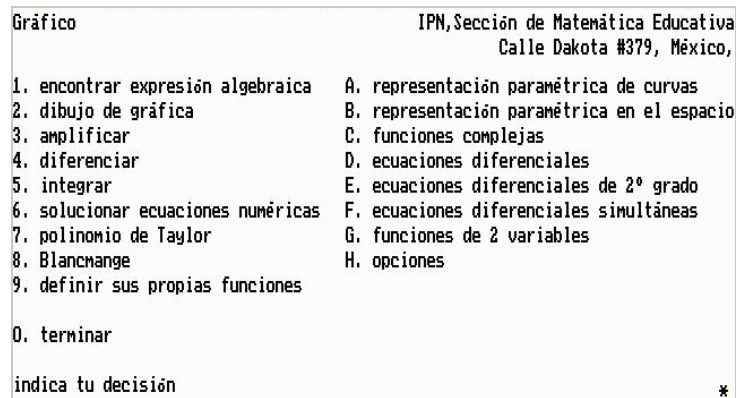 Gráfico IPN,Sección de Matemática Educativa
Calle Dakota #379, México,
1. encontrar expresión algebraica A. representación paramétrica de curvas
2. dibujo de gráfica B. representación paramétrica en el espacio
3. amplificar C. funciones complejas
4. diferenciar D. ecuaciones diferenciales
5. integrar E. ecuaciones diferenciales de 2º grado
6. solucionar ecuaciones numéricas F. ecuaciones diferenciales simultáneas
7. polinomio de Taylor G. funciones de 2 variables
8. Blancmange H. opciones
9. definir sus propias funciones
0. terminar
indica tu decisión *